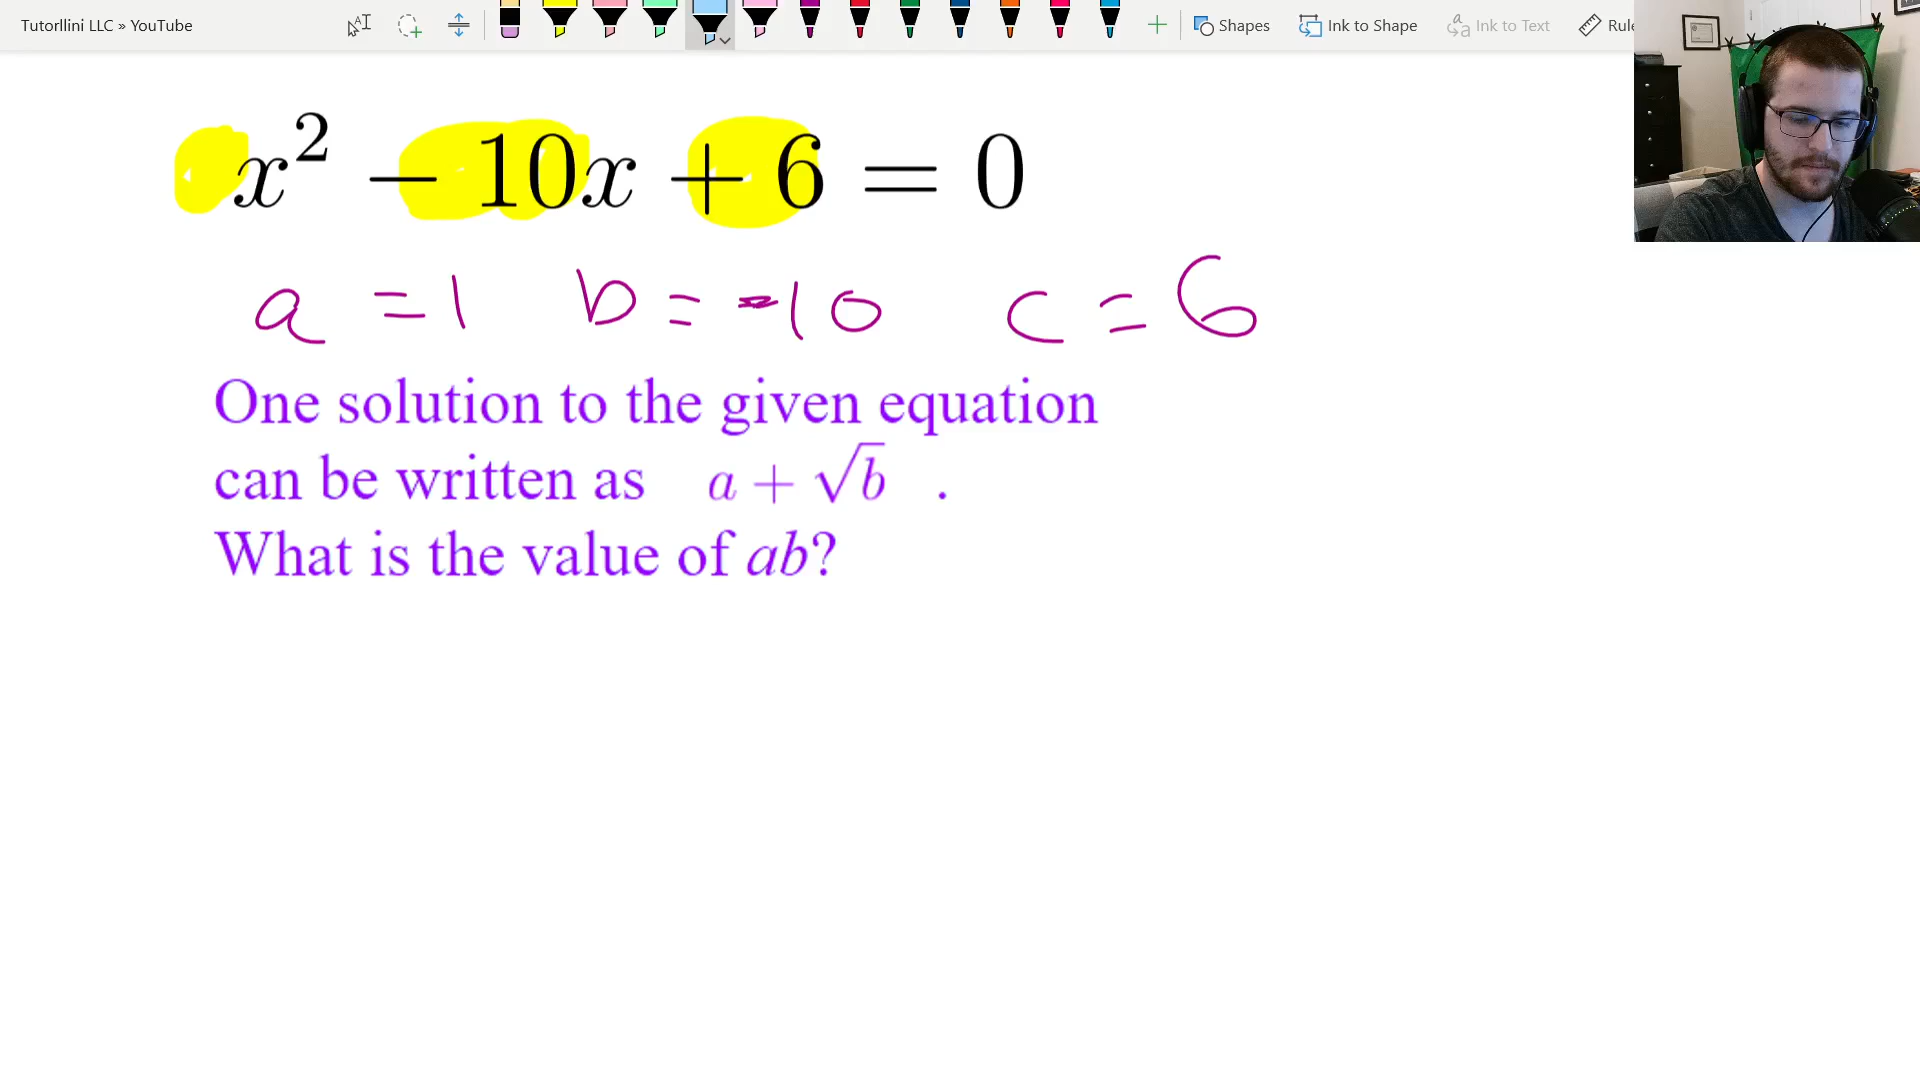 Tutorllini LLC » YouTube
Shapes
Ink to Shape
Ink to Text
x² − 10x + 6 = 0
a = 1 b = -10 c = 6
One solution to the given equation
can be written as a + √b .
What is the value of ab?